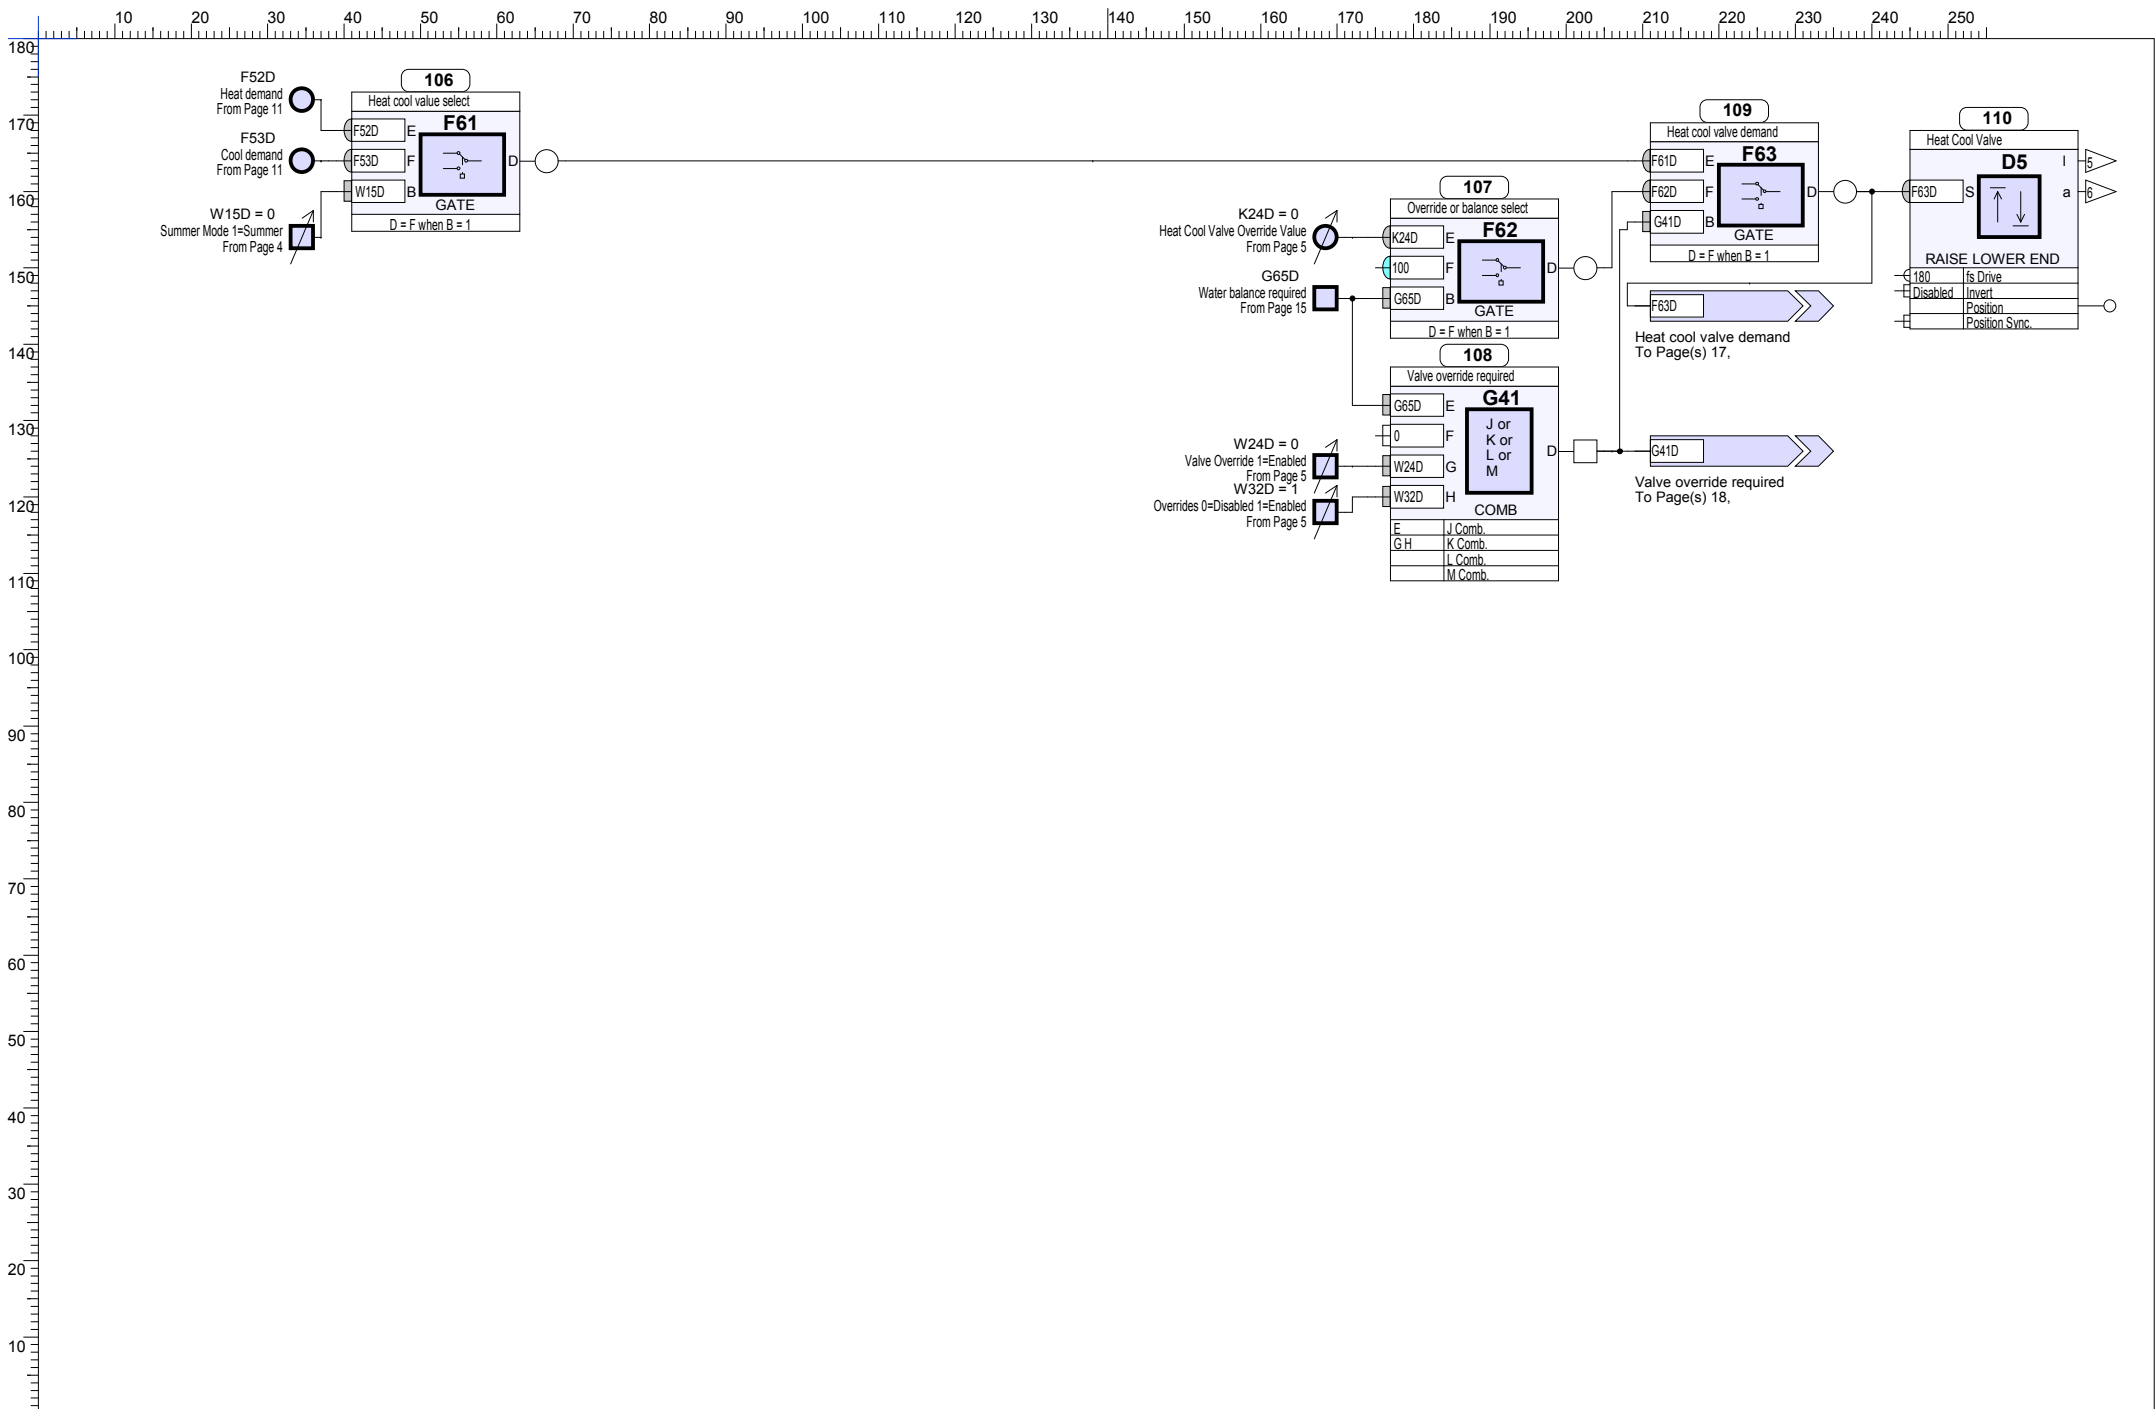 10 20 30 40 50 60 70 80 90 100 110 120 130 140 150 160 170 180 190 200 210 220 230 240 250
180
170
160
150
140
130
120
110
100
90
80
70
60
50
40
30
20
10
F52D
Heat demand
From Page 11
F53D
Cool demand
From Page 11
W15D = 0
Summer Mode 1=Summer
From Page 4
106
Heat cool value select
F61
F52D E
F53D F
W15D B
D
GATE
D = F when B = 1
K24D = 0
Heat Cool Valve Override Value
From Page 5
G65D
Water balance required
From Page 15
107
Override or balance select
F62
K24D E
100 F
G65D B
D
GATE
D = F when B = 1
W24D = 0
Valve Override 1=Enabled
From Page 5
W32D = 1
Overrides 0=Disabled 1=Enabled
From Page 5
108
Valve override required
G41
G65D E
0 F
W24D G
W32D H
J or
K or
L or
M
D
COMB
E J Comb.
G H K Comb.
L Comb.
M Comb.
109
Heat cool valve demand
F63
F61D E
F62D F
G41D B
D
GATE
D = F when B = 1
F63D
Heat cool valve demand
To Page(s) 17,
G41D
Valve override required
To Page(s) 18,
110
Heat Cool Valve
D5
F63D S
I 5
a 6
RAISE LOWER END
180 fs Drive
Disabled Invert
Position
Position Sync.